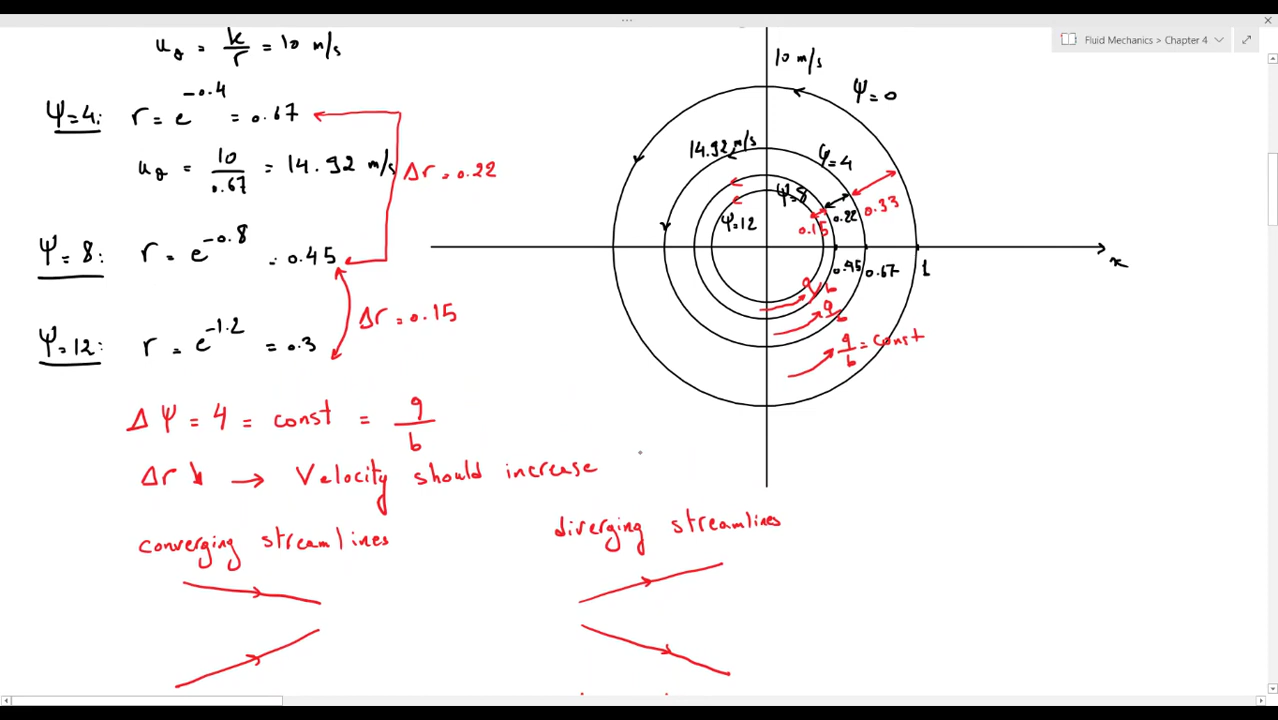 Fluid Mechanics > Chapter 4
u_θ = k/r = 10 m/s
Ψ=4: r = e^-0.4 = 0.67
u_θ = 10/0.67 = 14.92 m/s
Δr = 0.22
Ψ=8: r = e^-0.8 = 0.45
Δr = 0.15
Ψ=12: r = e^-1.2 = 0.3
ΔΨ = 4 = const = q/b
Δr ↘ → Velocity should increase
converging streamlines
diverging streamlines
10 m/s
Ψ=0
14.92 m/s
Ψ=4
Ψ=8
Ψ=12
0.15
0.22
0.33
0.45
0.67
1
x
q/b
q/b
q/b = const